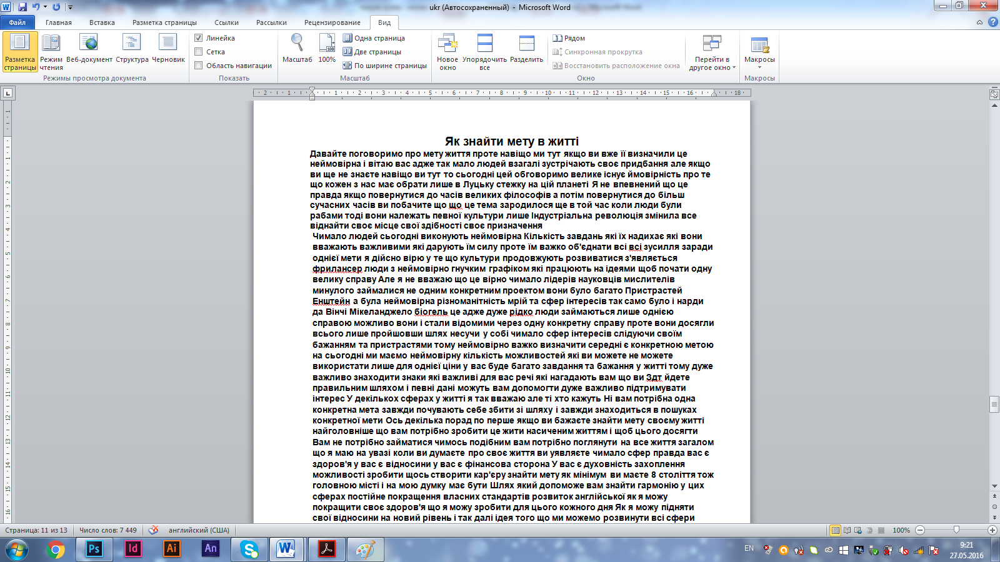 ukr (Автосохраненный) - Microsoft Word
Файл Главная Вставка Разметка страницы Ссылки Рассылки Рецензирование Вид
Разметка страницы
Режим чтения
Веб-документ
Структура
Черновик
Режимы просмотра документа
Линейка
Сетка
Область навигации
Показать
Масштаб
100%
Одна страница
Две страницы
По ширине страницы
Масштаб
Новое окно
Упорядочить все
Разделить
Рядом
Синхронная прокрутка
Восстановить расположение окна
Перейти в другое окно
Окно
Макросы
Макросы
2 1 1 2 3 4 5 6 7 8 9 10 11 12 13 14 15 16 18
Як знайти мету в житті
Давайте поговоримо про мету життя проте навіщо ми тут якщо ви вже її визначили це
неймовірна і вітаю вас адже так мало людей взагалі зустрічають своє придбання але якщо
ви ще не знаєте навіщо ви тут то сьогодні цей обговоримо велике існує ймовірність про те
що кожен з нас має обрати лише в Луцьку стежку на цій планеті Я не впевнений що це
правда якщо повернутися до часів великих філософів а потім повернутися до більш
сучасних часів ви побачите що що це тема зародилося ще в той час коли люди були
рабами тоді вони належать певної культури лише Індустріальна революція змінила все
віднайти своє місце свої здібності своє призначення
Чимало людей сьогодні виконують неймовірна Кількість завдань які їх надихає які вони
вважають важливими які дарують їм силу проте їм важко об'єднати всі всі зусилля заради
однієї мети я дійсно вірю у те що культури продовжують розвиватися з'являється
фрилансер люди з неймовірно гнучким графіком які працюють на ідеями щоб почати одну
велику справу Але я не вважаю що це вірно чимало лідерів науковців мислителів
минулого займалися не одним конкретним проектом вони було багато Пристрастей
Енштейн а була неймовірна різноманітність мрій та сфер інтересів так само було і нарди
да Вінчі Мікеланджело біогель це адже дуже рідко люди займаються лише однією
справою можливо вони і стали відомими через одну конкретну справу проте вони досягли
всього лише пройшовши шлях несучи у собі чимало сфер інтересів слідуючи своїм
бажанням та пристрастями тому неймовірно важко визначити середні є конкретною метою
на сьогодні ми маємо неймовірну кількість можливостей які ви можете не можете
використати лише для однієї ціни у вас буде багато завдання та бажання у житті тому дуже
важливо знаходити знаки які важливі для вас речі які нагадають вам що ви Здт йдете
правильним шляхом і певні дані можуть вам допомогти дуже важливо підтримувати
інтерес У декількох сферах у житті я так вважаю але ті хто кажуть Ні вам потрібна одна
конкретна мета завжди почувають себе збити зі шляху і завжди знаходиться в пошуках
конкретної мети Ось декілька порад по перше якщо ви бажаєте знайти мету своєму житті
найголовніше що вам потрібно зробити це жити насиченим життям і щоб цього досягти
Вам не потрібно займатися чимось подібним вам потрібно поглянути на все життя загалом
що я маю на увазі коли ви думаєте про своє життя ви уявляєте чимало сфер правда вас є
здоров'я у вас є відносини у вас є фінансова сторона У вас є духовність захоплення
можливості зробити щось створити кар'єру знайти мету як мінімум ви маєте 8 століття тож
головною місті і на мою думку має бути Шлях який допоможе вам знайти гармонію у цих
сферах постійне покращення власних стандартів розвиток англійської як я можу
покращити своє здоров'я що я можу зробити для цього кожного дня Як я можу підняти
свої відносини на новий рівень і так далі ідея того що ми можемо розвинути всі сфери
Страница: 11 из 13 Число слов: 7 449 английский (США) 100%
Ps Id Ai An EN 9:21
27.05.2016